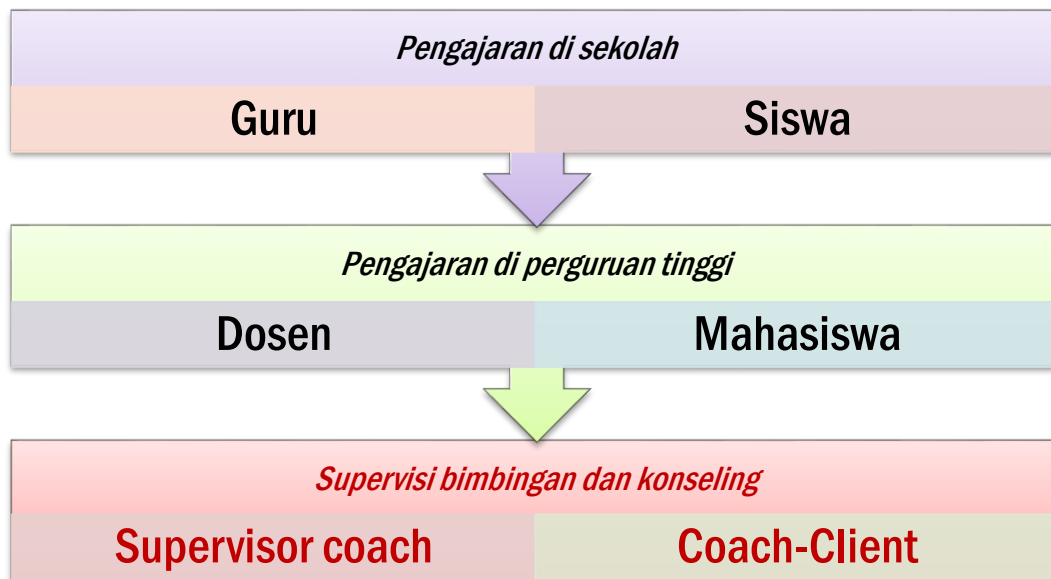 Pengajaran di sekolah
Guru Siswa
Pengajaran di perguruan tinggi
Dosen Mahasiswa
Supervisi bimbingan dan konseling
Supervisor coach Coach-Client